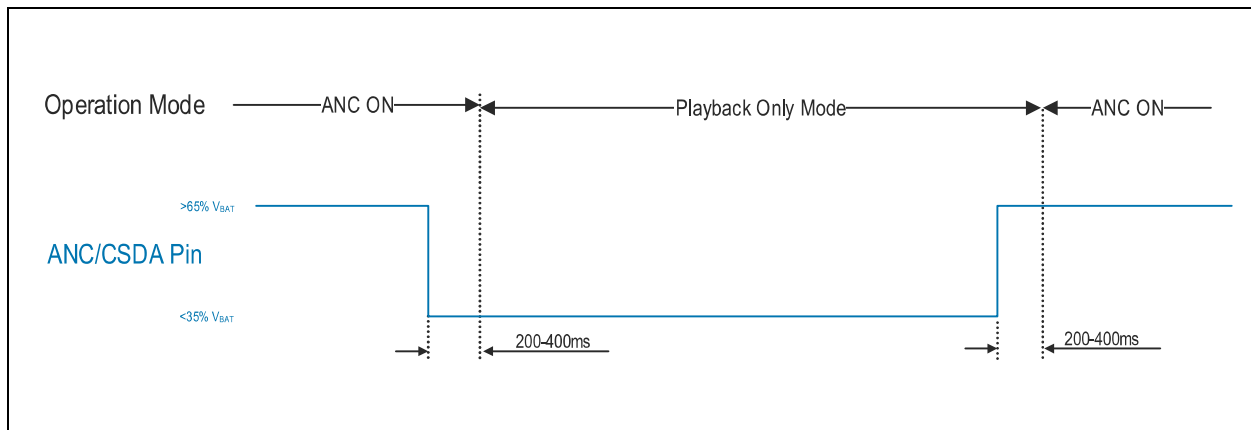 Operation Mode
ANC ON
Playback Only Mode
ANC ON
>65% VBAT
ANC/CSDA Pin
<35% VBAT
200-400ms
200-400ms